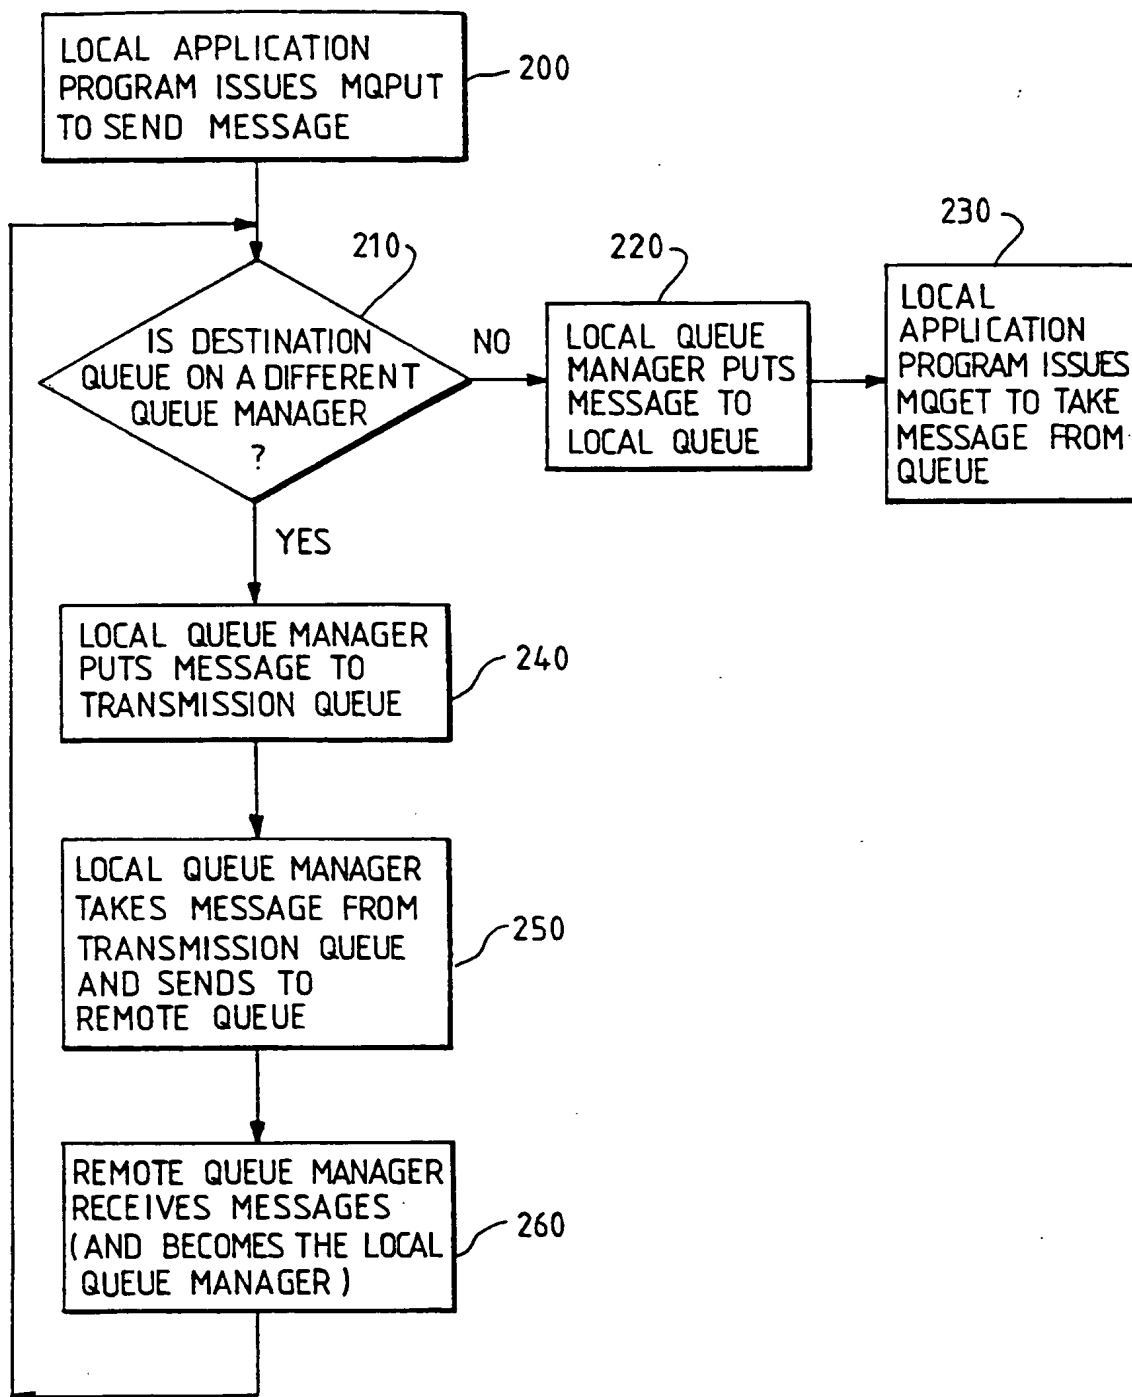 LOCAL APPLICATION
PROGRAM ISSUES MQPUT
TO SEND MESSAGE
200
210
IS DESTINATION
QUEUE ON A DIFFERENT
QUEUE MANAGER
?
NO
YES
220
LOCAL QUEUE
MANAGER PUTS
MESSAGE TO
LOCAL QUEUE
230
LOCAL
APPLICATION
PROGRAM ISSUES
MQGET TO TAKE
MESSAGE FROM
QUEUE
LOCAL QUEUE MANAGER
PUTS MESSAGE TO
TRANSMISSION QUEUE
240
LOCAL QUEUE MANAGER
TAKES MESSAGE FROM
TRANSMISSION QUEUE
AND SENDS TO
REMOTE QUEUE
250
REMOTE QUEUE MANAGER
RECEIVES MESSAGES
(AND BECOMES THE LOCAL
QUEUE MANAGER)
260